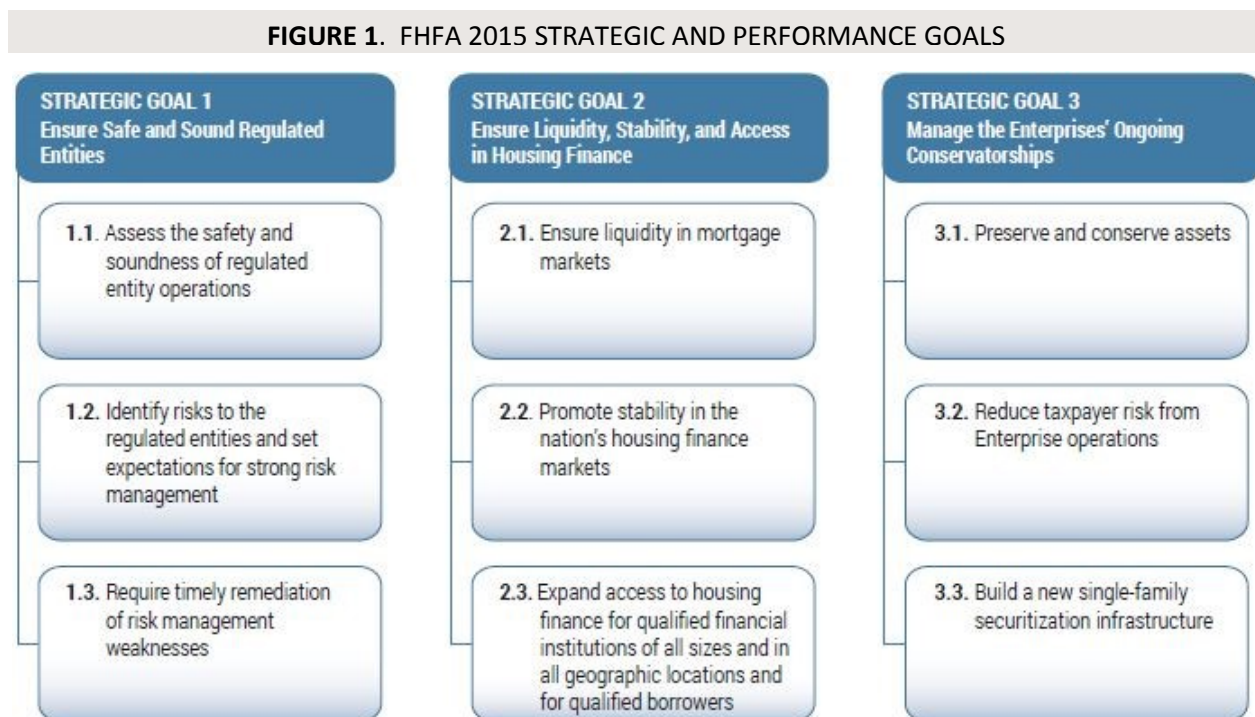 FIGURE 1. FHFA 2015 STRATEGIC AND PERFORMANCE GOALS
STRATEGIC GOAL 1
Ensure Safe and Sound Regulated
Entities
1.1. Assess the safety and
soundness of regulated
entity operations
1.2. Identify risks to the
regulated entities and set
expectations for strong risk
management
1.3. Require timely remediation
of risk management
weaknesses
STRATEGIC GOAL 2
Ensure Liquidity, Stability, and Access
in Housing Finance
2.1. Ensure liquidity in mortgage
markets
2.2. Promote stability in the
nation's housing finance
markets
2.3. Expand access to housing
finance for qualified financial
institutions of all sizes and in
all geographic locations and
for qualified borrowers
STRATEGIC GOAL 3
Manage the Enterprises' Ongoing
Conservatorships
3.1. Preserve and conserve assets
3.2. Reduce taxpayer risk from
Enterprise operations
3.3. Build a new single-family
securitization infrastructure